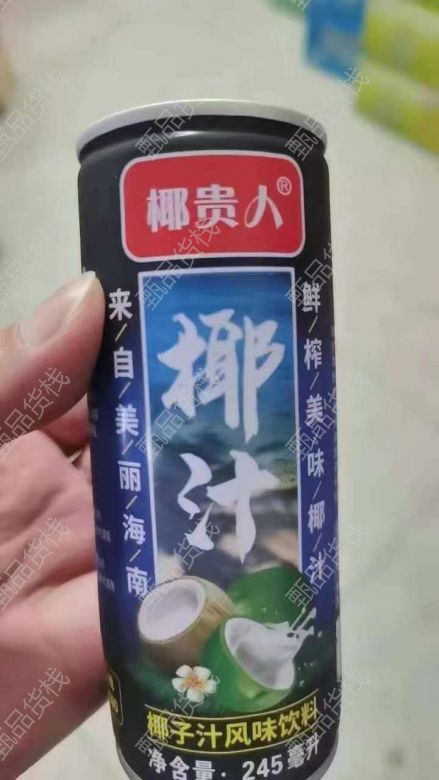 椰贵人®
来/自/美/丽/海/南
椰汁
鲜/榨/美/味/椰/汁
椰子汁风味饮料
净含量：245毫升
甄品货栈